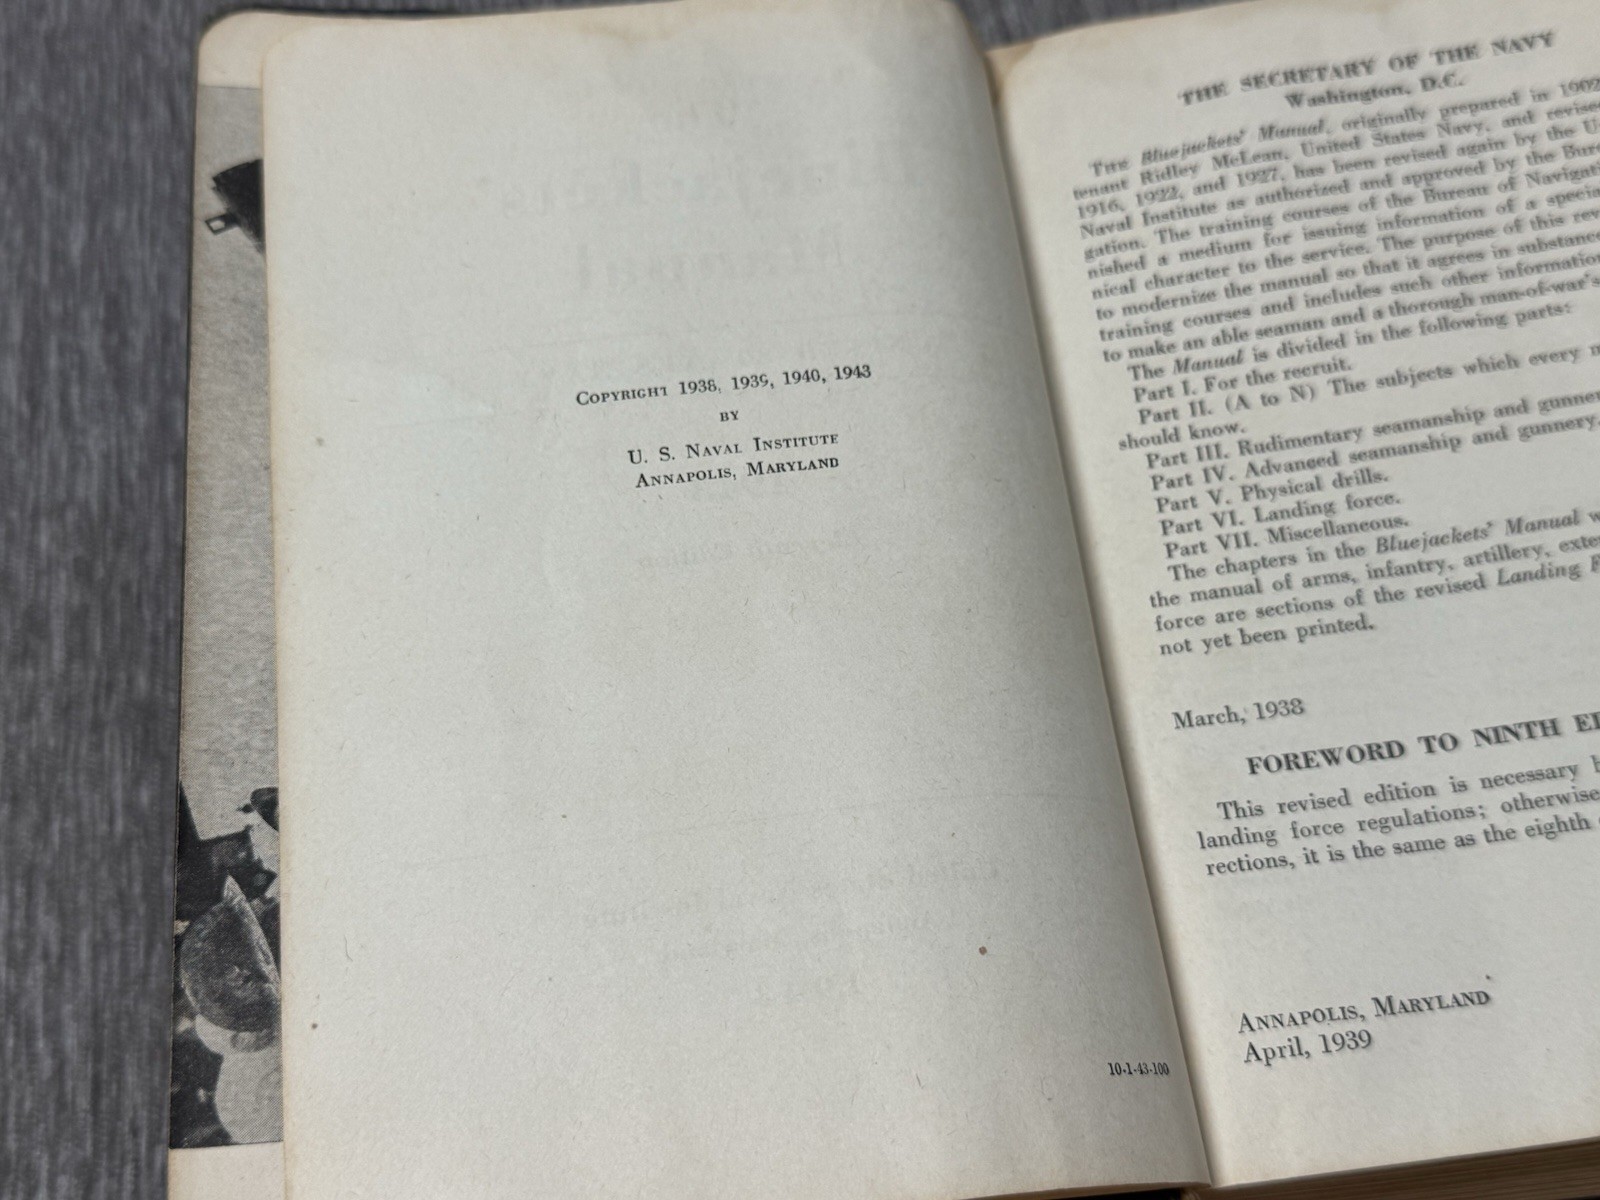 COPYRIGHT 1938, 1939, 1940, 1943
BY
U. S. NAVAL INSTITUTE
ANNAPOLIS, MARYLAND
10-1-43-100
THE SECRETARY OF THE NAVY
Washington, D.C.
THE Bluejackets' Manual, originally prepared in 1902
tenant Ridley McLean, United States Navy, and revised
1916, 1922, and 1927, has been revised again by the U.
Naval Institute as authorized and approved by the
gation. The training courses of the Bureau of
nished a medium for issuing information of a
nical character to the service. The purpose of this
to modernize the manual so that it agrees in substance
training courses and includes such other information
to make an able seaman and a thorough man-of-war's
The Manual is divided in the following parts:
Part I. For the recruit.
Part II. (A to N) The subjects which every
should know.
Part III. Rudimentary seamanship and
Part IV. Advanced seamanship and gunnery.
Part V. Physical drills.
Part VI. Landing force.
Part VII. Miscellaneous.
The chapters in the Bluejackets' Manual w
the manual of arms, infantry, artillery,
force are sections of the revised Landing F
not yet been printed.
March, 1938
FOREWORD TO NINTH
This revised edition is necessary
landing force regulations; otherwise
rections, it is the same as the eighth
ANNAPOLIS, MARYLAND
April, 1939